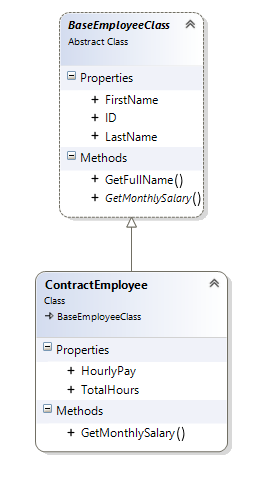 BaseEmployeeClass
Abstract Class
Properties
+ FirstName
+ ID
+ LastName
Methods
+ GetFullName()
+ GetMonthlySalary()
ContractEmployee
Class
BaseEmployeeClass
Properties
+ HourlyPay
+ TotalHours
Methods
+ GetMonthlySalary()